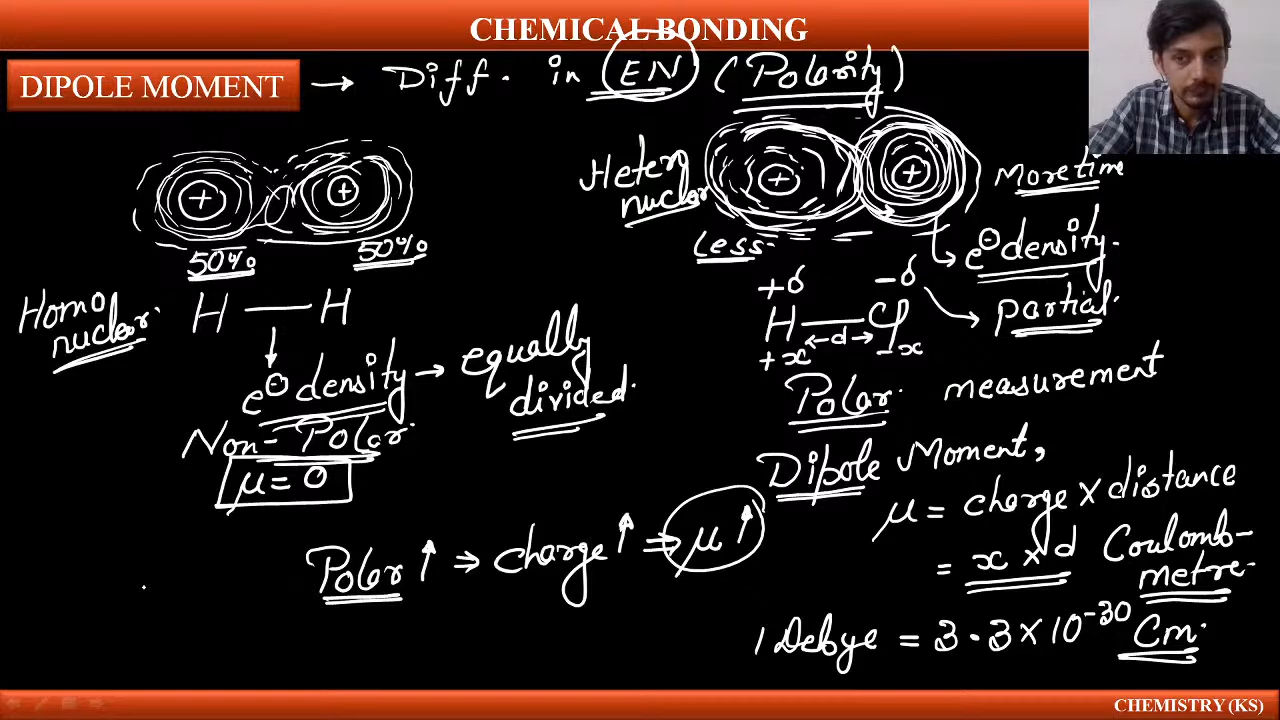 CHEMICAL BONDING
DIPOLE MOMENT → Diff. in EN (Polarity)
+ +
50% 50%
Homo
nuclear.
H — H
e⊖ density → equally
divided.
Non-Polar.
μ = 0
Hetero
nuclear
+ +
More time
Less.
e⊖ density.
+δ -δ
H — Cl
← d →
+x -x
partial.
Polar. measurement
Dipole Moment,
μ = charge × distance
= x × d Coulomb-
metre.
Polar ↑ ⇒ charge ↑ ⇒ μ ↑
1 Debye = 3.3 × 10⁻³⁰ Cm.
CHEMISTRY (KS)